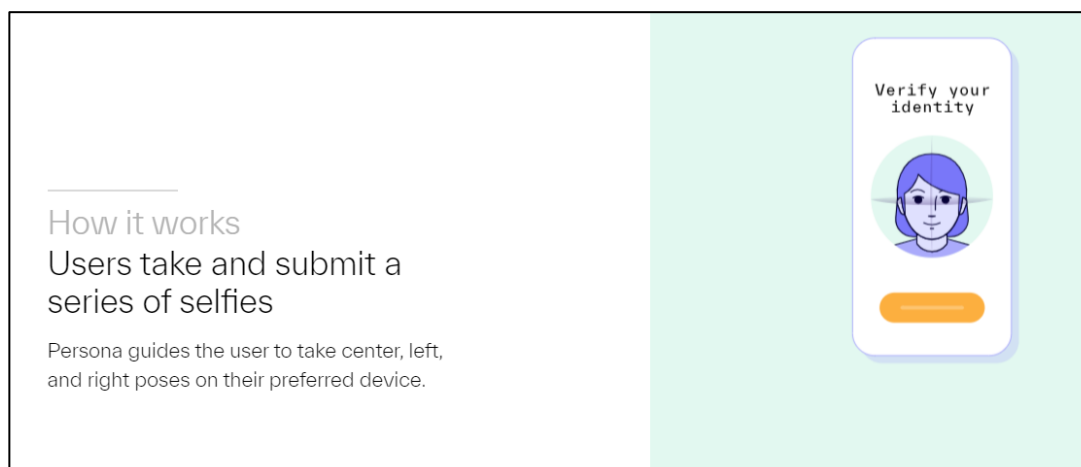 How it works
Users take and submit a
series of selfies
Persona guides the user to take center, left,
and right poses on their preferred device.
Verify your
identity